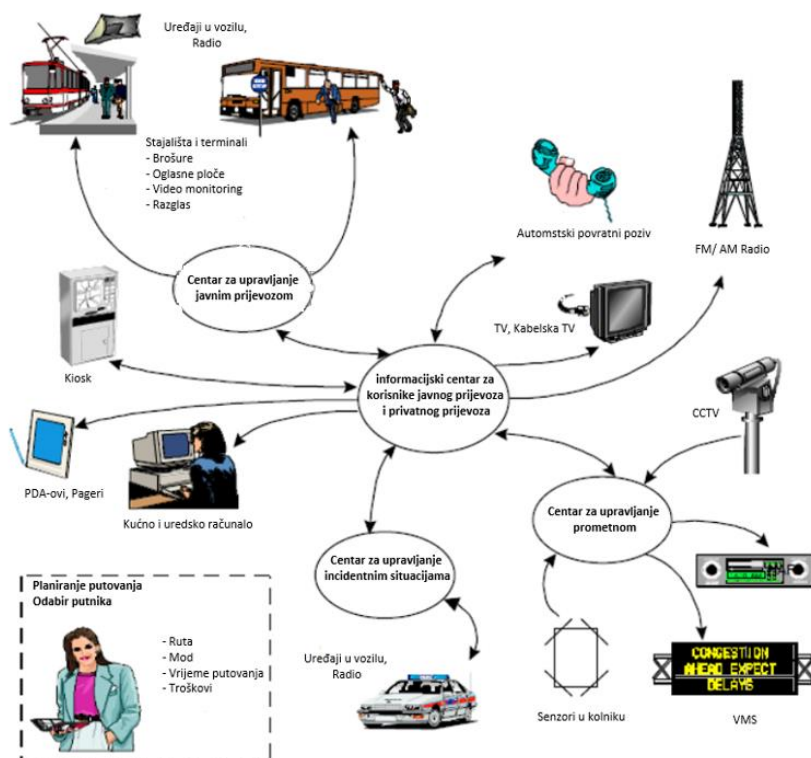 Uređaji u vozilu,
Radio
Stajališta i terminali
- Brošure
- Oglasne ploče
- Video monitoring
- Razglas
Automstski povratni poziv
FM/ AM Radio
Centar za upravljanje
javnim prijevozom
TV, Kabelska TV
Kiosk
informacijski centar za
korisnike javnog prijevoza
i privatnog prijevoza
CCTV
PDA-ovi, Pageri
Kućno i uredsko računalo
Centar za upravljanje
prometnom
Centar za upravljanje
incidentnim situacijama
Planiranje putovanja
Odabir putnika
- Ruta
- Mod
- Vrijeme putovanja
- Troškovi
Uređaji u vozilu,
Radio
Senzori u kolniku
CONGESTION
AHEAD EXPECT
DELAYS
VMS